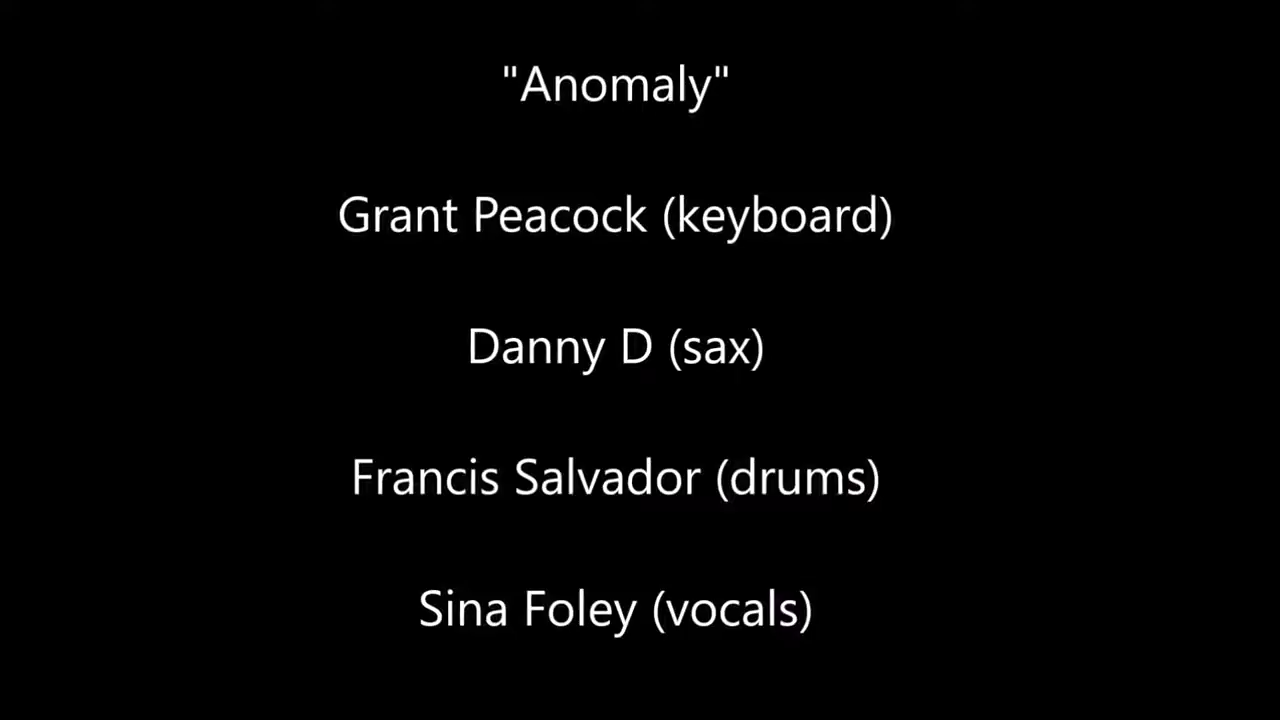 "Anomaly"
Grant Peacock (keyboard)
Danny D (sax)
Francis Salvador (drums)
Sina Foley (vocals)